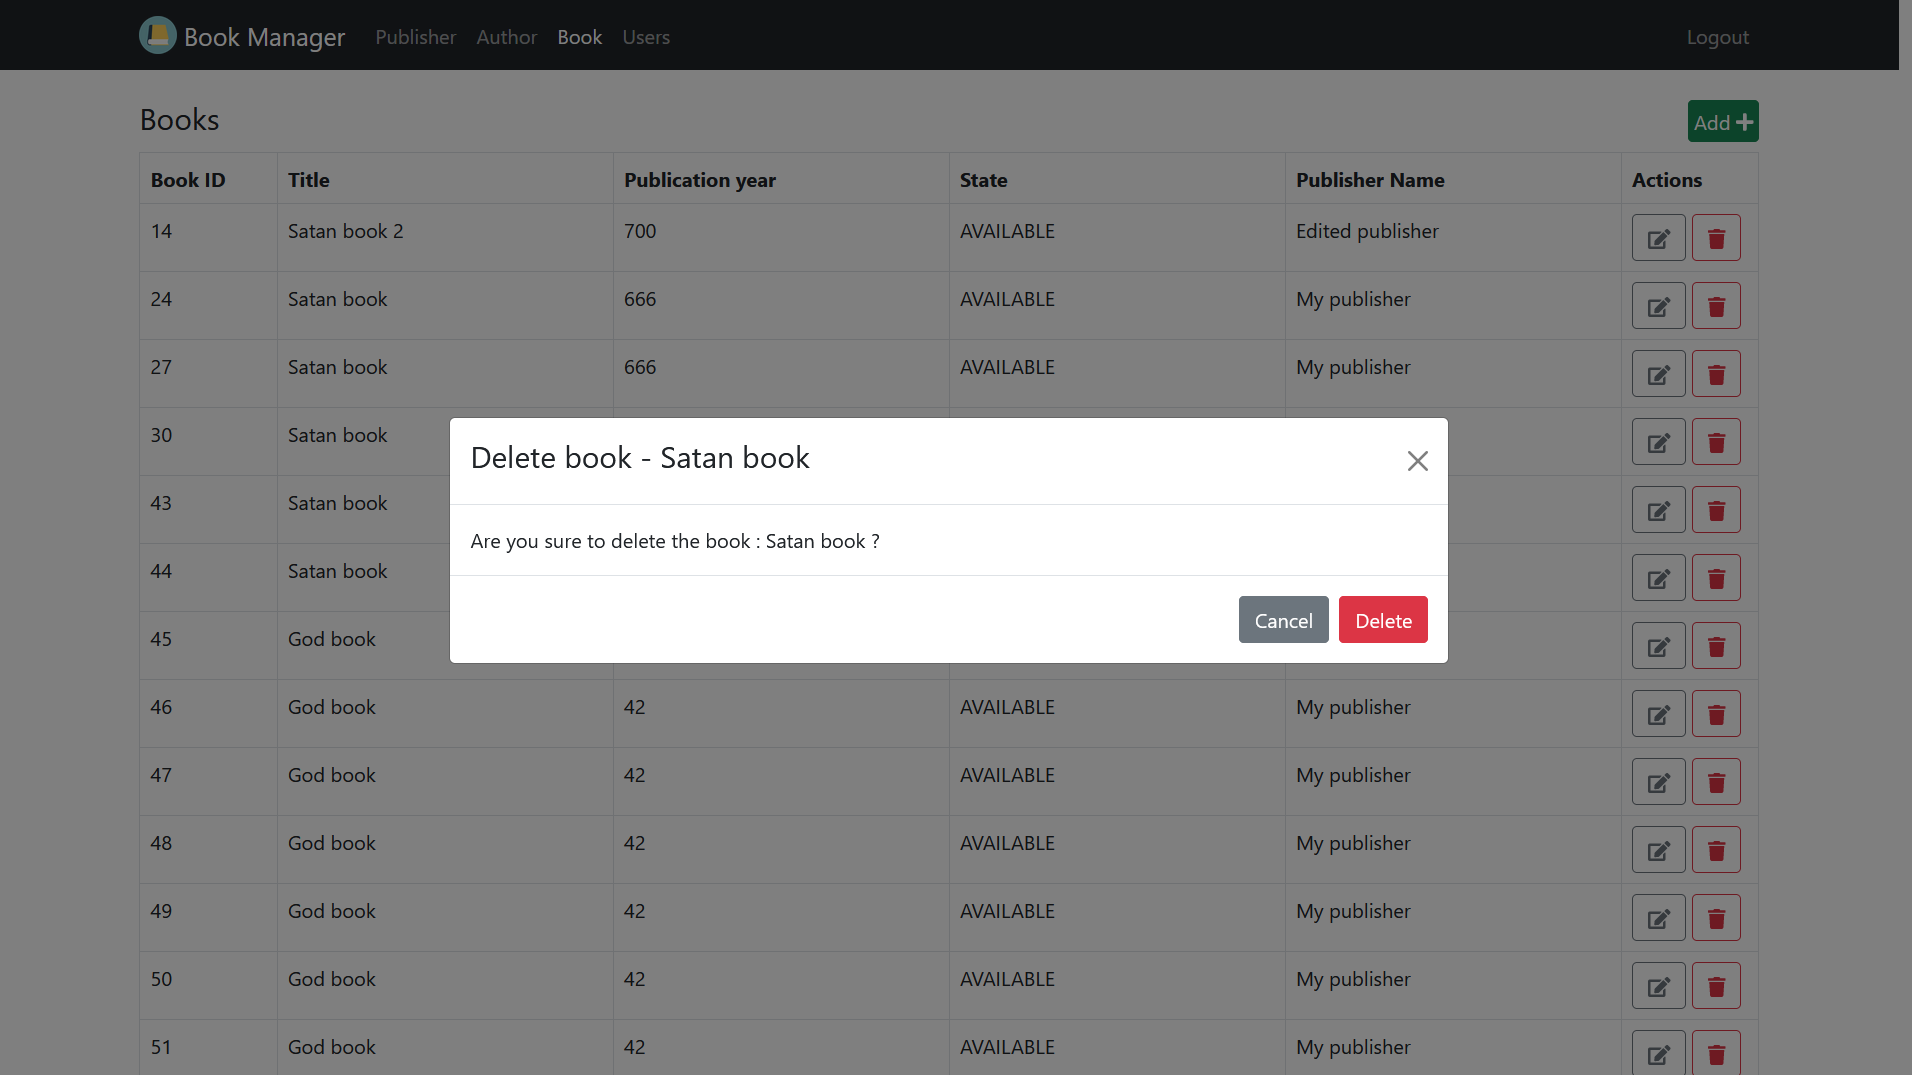 Book Manager Publisher Author Book Users Logout
Books
Add
Book ID Title Publication year State Publisher Name Actions
14 Satan book 2 700 AVAILABLE Edited publisher
24 Satan book 666 AVAILABLE My publisher
27 Satan book 666 AVAILABLE My publisher
30 Satan book
Delete book - Satan book
43 Satan book
Are you sure to delete the book : Satan book ?
44 Satan book
Cancel Delete
45 God book
46 God book 42 AVAILABLE My publisher
47 God book 42 AVAILABLE My publisher
48 God book 42 AVAILABLE My publisher
49 God book 42 AVAILABLE My publisher
50 God book 42 AVAILABLE My publisher
51 God book 42 AVAILABLE My publisher